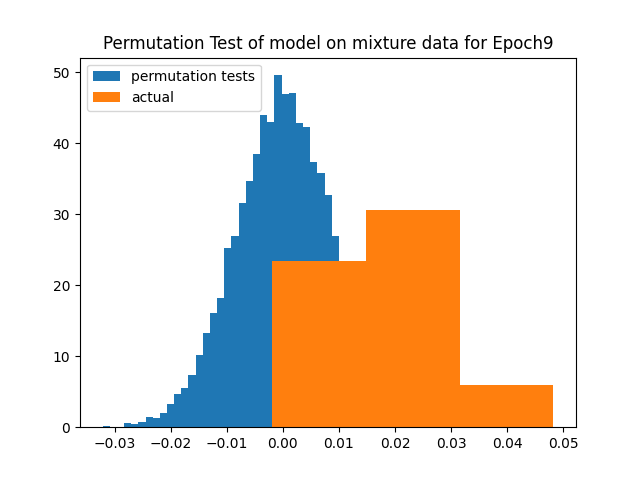 Permutation Test of model on mixture data for Epoch9
permutation tests
actual
50
40
30
20
10
0
−0.03 −0.02 −0.01 0.00 0.01 0.02 0.03 0.04 0.05